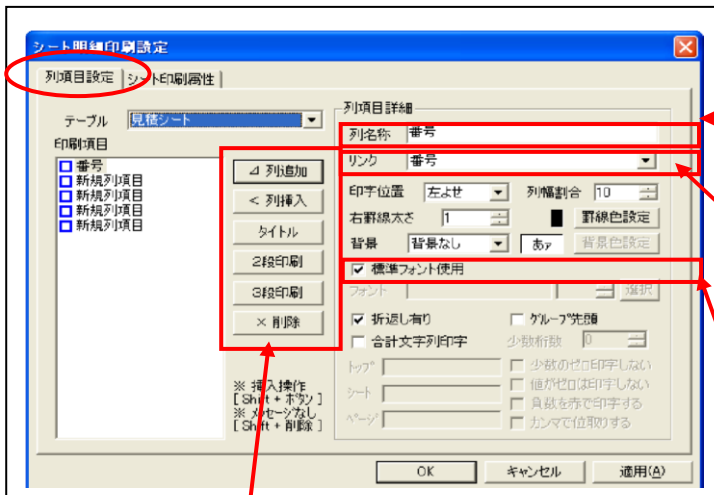 シート明細印刷設定
列項目設定
シート印刷属性
テーブル 見積シート
印刷項目
番号
新規列項目
新規列項目
新規列項目
新規列項目
⊿ 列追加
< 列挿入
タイトル
2段印刷
3段印刷
× 削除
※ 挿入操作
[ Shift + ボタン ]
※ メッセージなし
[ Shift + 削除 ]
列項目詳細
列名称 番号
リンク 番号
印字位置 左よせ 列幅割合 10
右罫線太さ 1 罫線色設定
背景 背景なし あァ 背景色設定
標準フォント使用
フォント 選択
折返し有り グループ先頭
合計文字列印字 少数桁数 0
トップ 少数のゼロ印字しない
シート 値がゼロは印字しない
ページ 負数を赤で印字する
カンマで位取りする
OK キャンセル 適用(A)